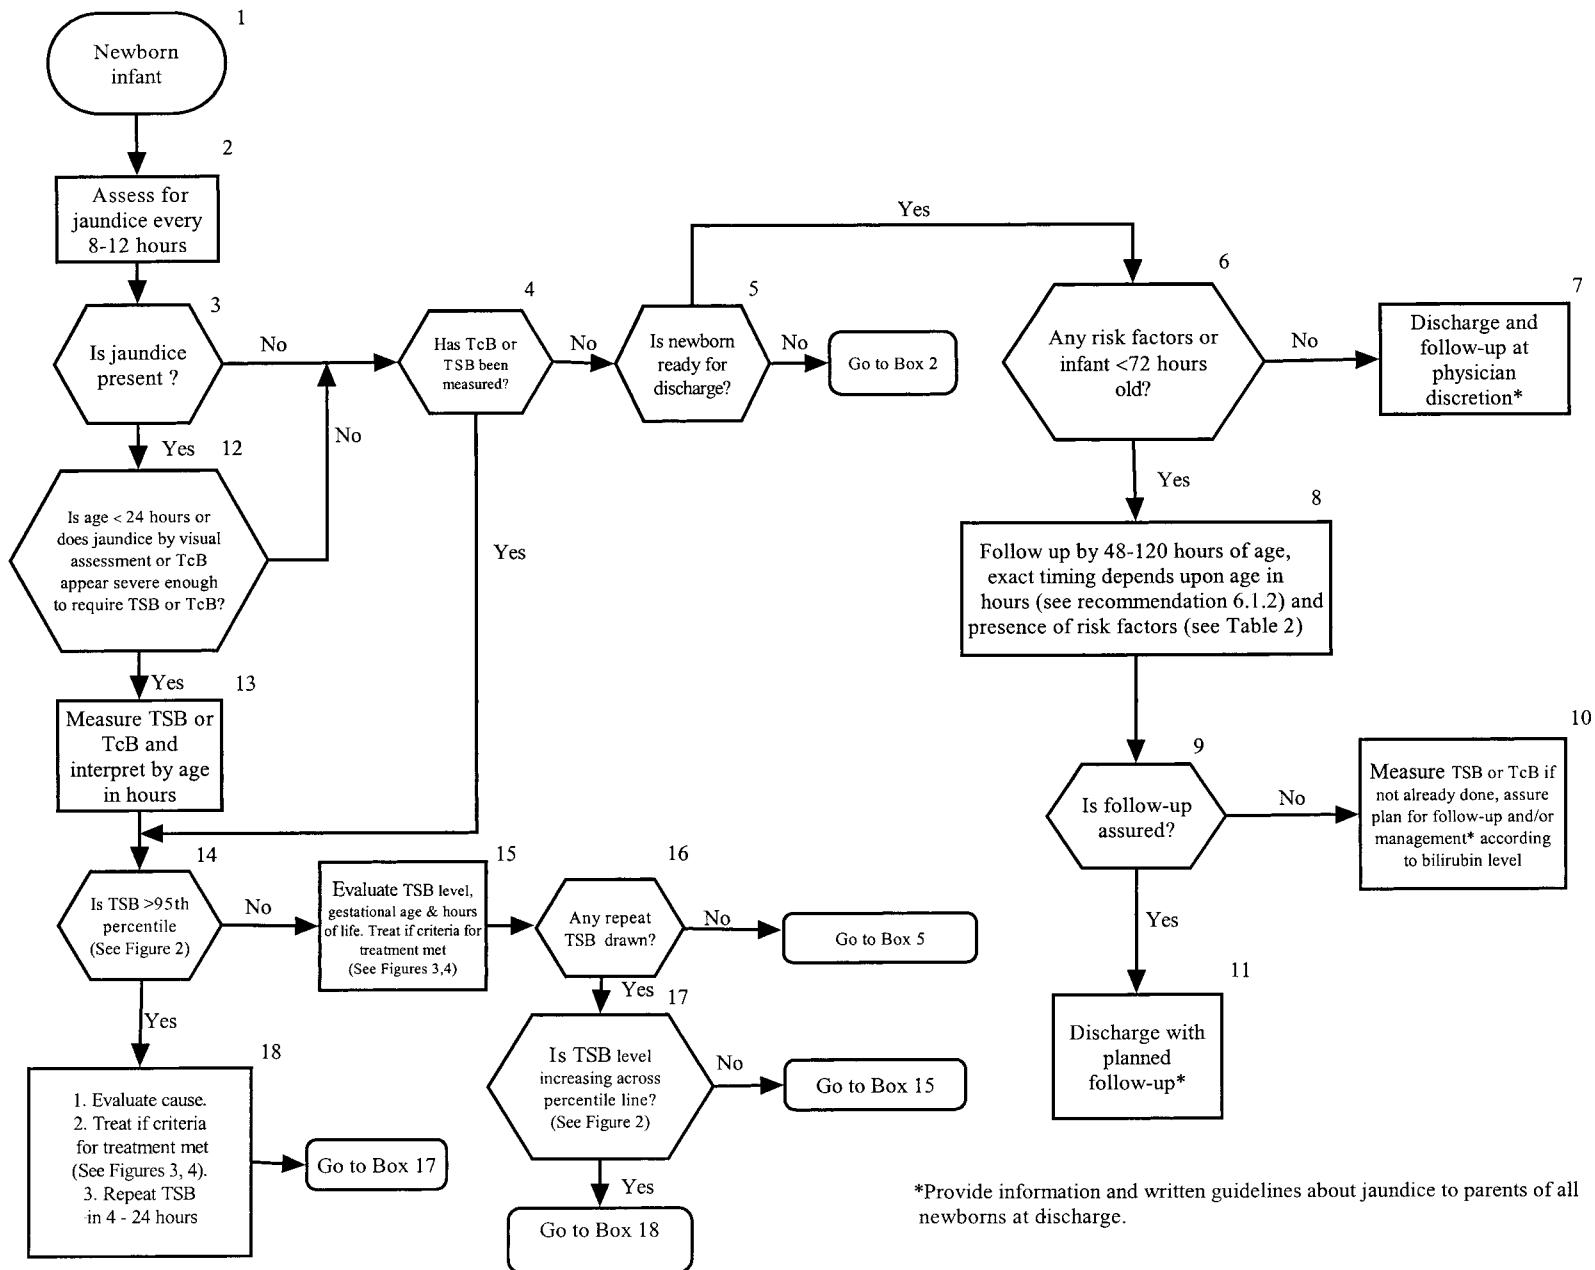 1
Newborn
infant
2
Assess for
jaundice every
8-12 hours
3
Is jaundice
present ?
No
Yes
4
Has TcB or
TSB been
measured?
No
Yes
5
Is newborn
ready for
discharge?
Yes
No
Go to Box 2
6
Any risk factors or
infant <72 hours
old?
No
Yes
7
Discharge and
follow-up at
physician
discretion*
8
Follow up by 48-120 hours of age,
exact timing depends upon age in
hours (see recommendation 6.1.2) and
presence of risk factors (see Table 2)
9
Is follow-up
assured?
No
Yes
10
Measure TSB or TcB if
not already done, assure
plan for follow-up and/or
management* according
to bilirubin level
11
Discharge with
planned
follow-up*
12
Is age < 24 hours or
does jaundice by visual
assessment or TcB
appear severe enough
to require TSB or TcB?
No
Yes
13
Measure TSB or
TcB and
interpret by age
in hours
14
Is TSB >95th
percentile
(See Figure 2)
No
Yes
15
Evaluate TSB level,
gestational age & hours
of life. Treat if criteria for
treatment met
(See Figures 3,4)
16
Any repeat
TSB drawn?
No
Go to Box 5
Yes
17
Is TSB level
increasing across
percentile line?
(See Figure 2)
No
Go to Box 15
Yes
Go to Box 18
18
1. Evaluate cause.
2. Treat if criteria
for treatment met
(See Figures 3, 4).
3. Repeat TSB
in 4 - 24 hours
Go to Box 17
*Provide information and written guidelines about jaundice to parents of all
newborns at discharge.